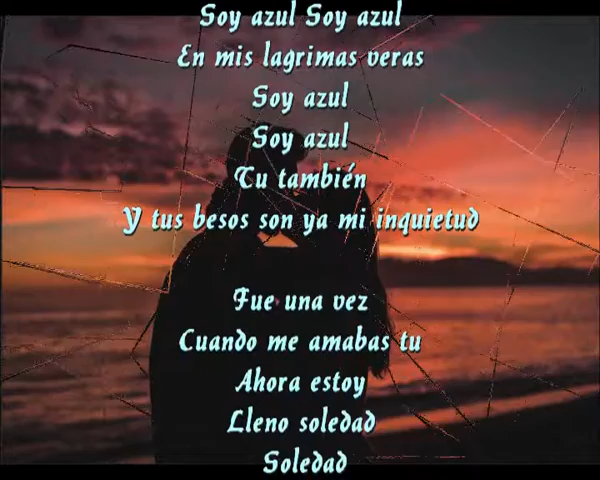 Soy azul Soy azul
En mis lagrimas veras
Soy azul
Soy azul
Tu también
Y tus besos son ya mi inquietud
Fue una vez
Cuando me amabas tu
Ahora estoy
Lleno soledad
Soledad